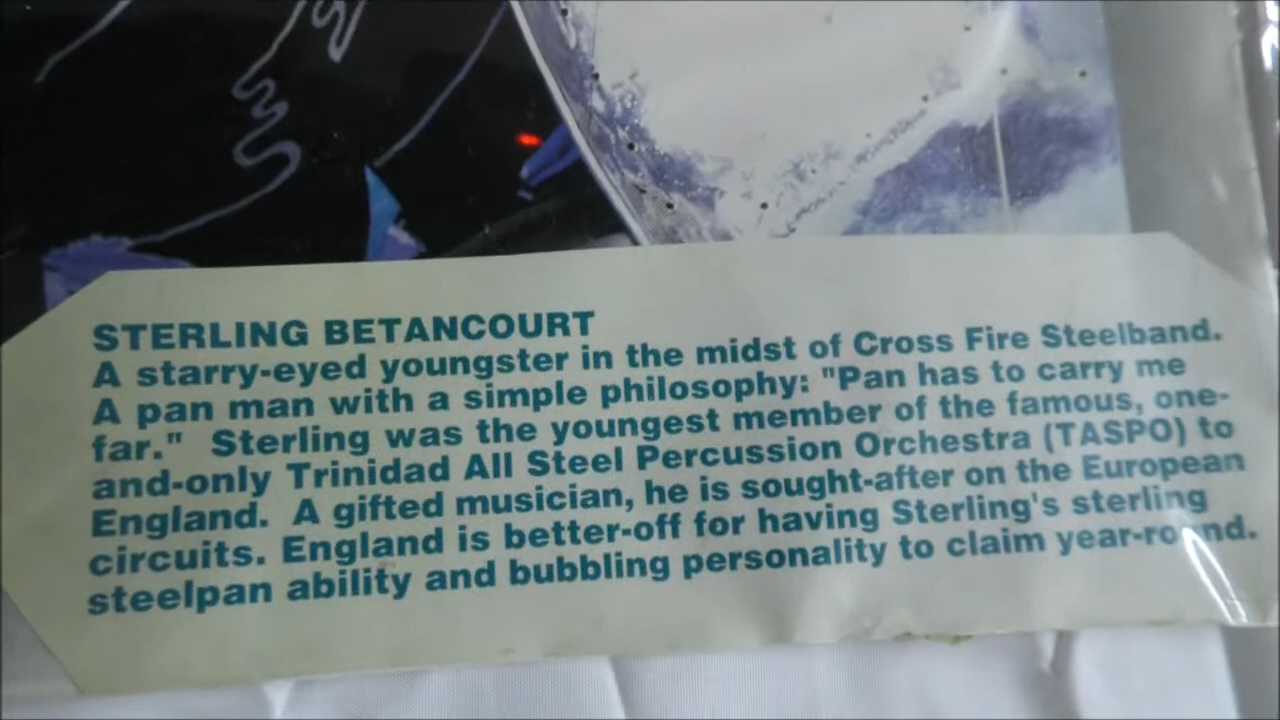 STERLING BETANCOURT
A starry-eyed youngster in the midst of Cross Fire Steelband.
A pan man with a simple philosophy: "Pan has to carry me
far."  Sterling was the youngest member of the famous, one-
and-only Trinidad All Steel Percussion Orchestra (TASPO) to
England.  A gifted musician, he is sought-after on the European
circuits. England is better-off for having Sterling's sterling
steelpan ability and bubbling personality to claim year-round.